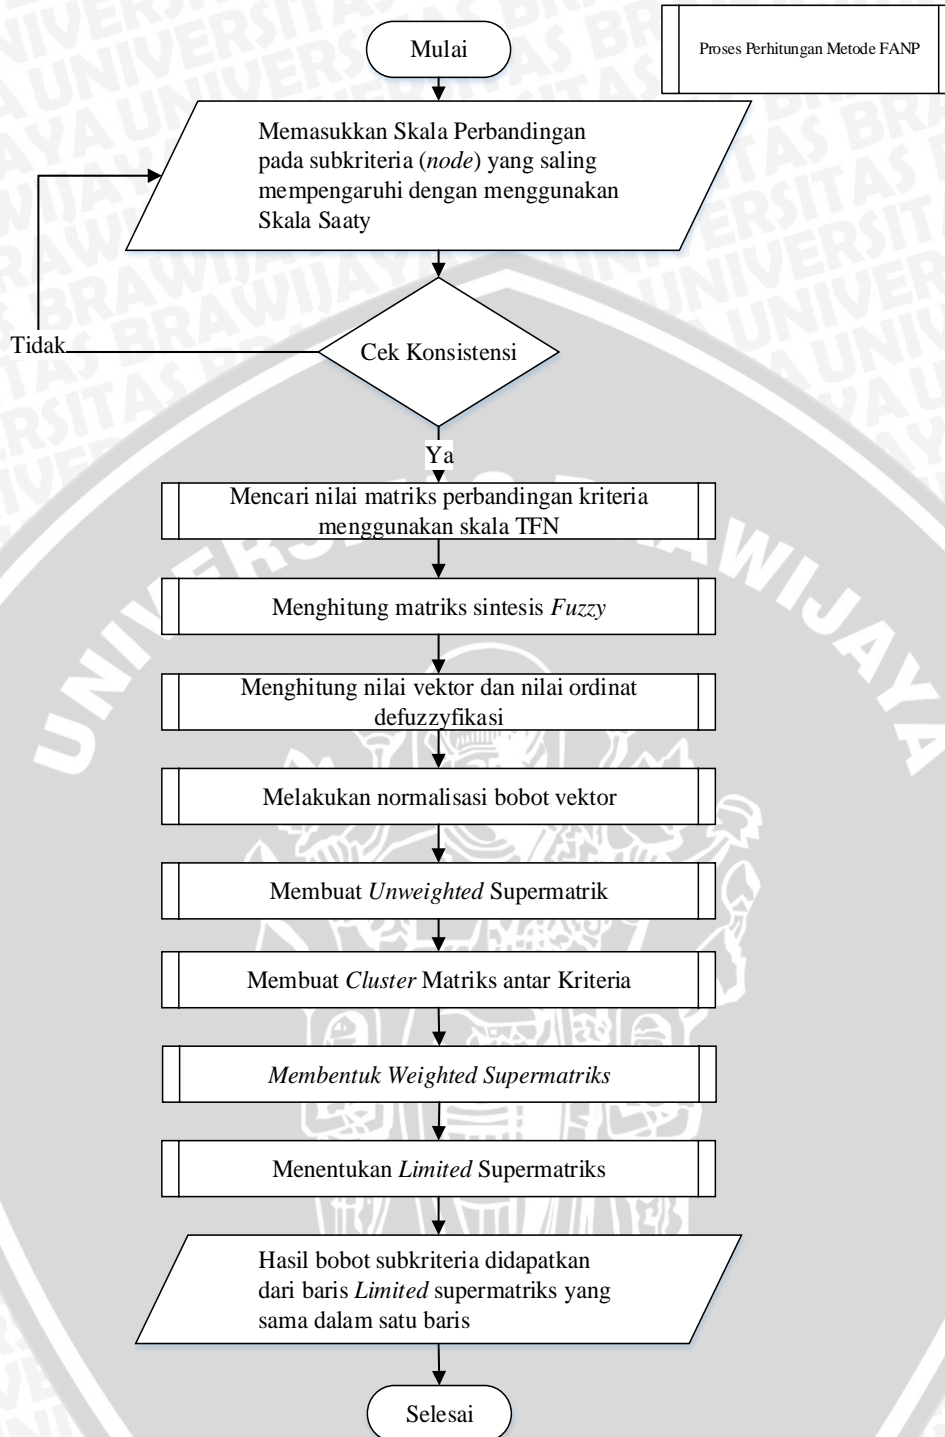 Mulai
Proses Perhitungan Metode FANP
Memasukkan Skala Perbandingan
pada subkriteria (node) yang saling
mempengaruhi dengan menggunakan
Skala Saaty
Tidak
Cek Konsistensi
Ya
Mencari nilai matriks perbandingan kriteria
menggunakan skala TFN
Menghitung matriks sintesis Fuzzy
Menghitung nilai vektor dan nilai ordinat
defuzzyfikasi
Melakukan normalisasi bobot vektor
Membuat Unweighted Supermatrik
Membuat Cluster Matriks antar Kriteria
Membentuk Weighted Supermatriks
Menentukan Limited Supermatriks
Hasil bobot subkriteria didapatkan
dari baris Limited supermatriks yang
sama dalam satu baris
Selesai